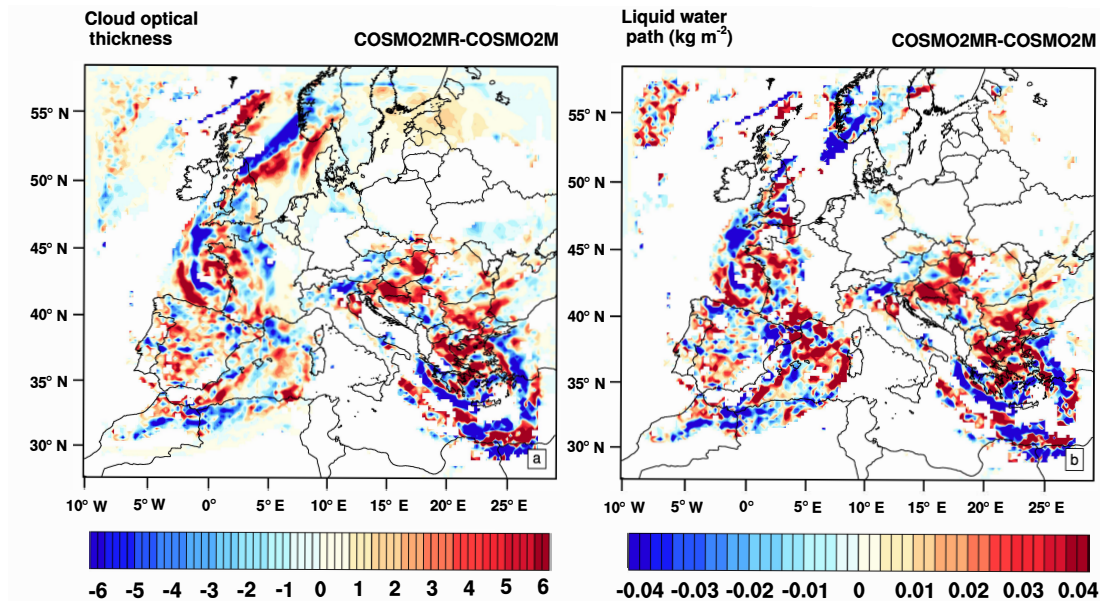 Cloud optical
thickness
COSMO2MR-COSMO2M
55° N
50° N
45° N
40° N
35° N
30° N
a
10° W 5° W 0° 5° E 10° E 15° E 20° E 25° E
-6 -5 -4 -3 -2 -1 0 1 2 3 4 5 6
Liquid water
path (kg m⁻²)
COSMO2MR-COSMO2M
55° N
50° N
45° N
40° N
35° N
30° N
b
10° W 5° W 0° 5° E 10° E 15° E 20° E 25° E
-0.04 -0.03 -0.02 -0.01 0 0.01 0.02 0.03 0.04